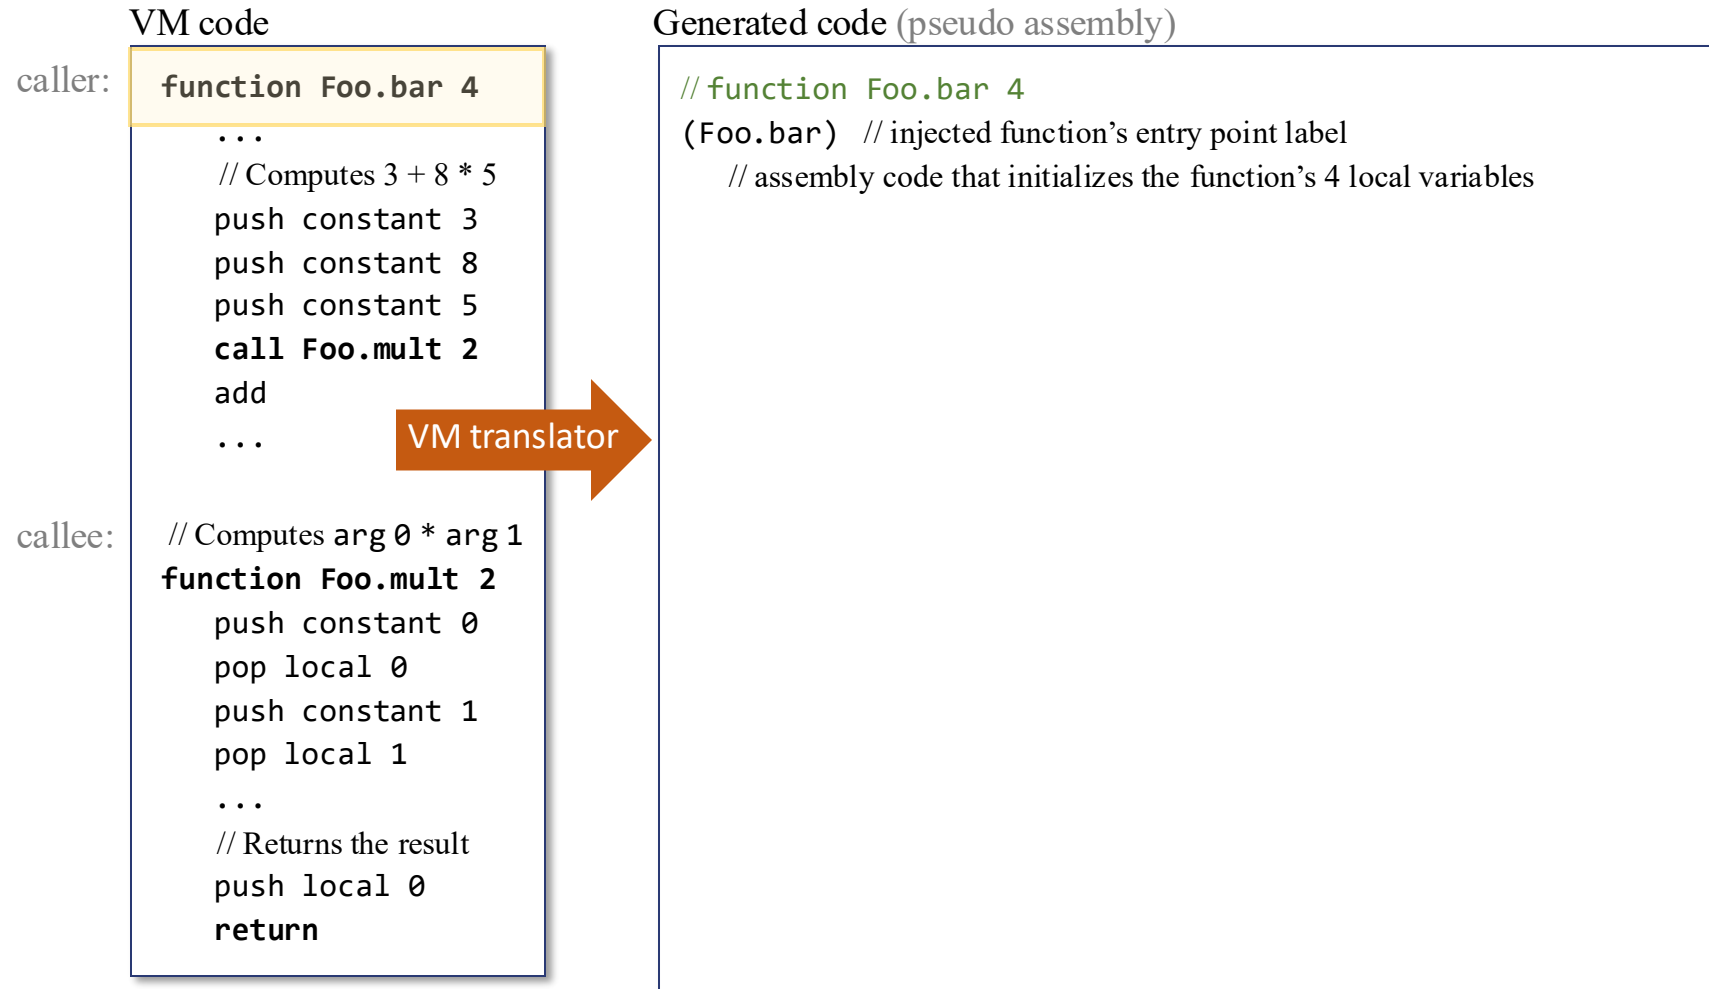 VM code
caller:
function Foo.bar 4
...
// Computes 3 + 8 * 5
push constant 3
push constant 8
push constant 5
call Foo.mult 2
add
...
callee:
// Computes arg 0 * arg 1
function Foo.mult 2
push constant 0
pop local 0
push constant 1
pop local 1
...
// Returns the result
push local 0
return
VM translator
Generated code (pseudo assembly)
// function Foo.bar 4
(Foo.bar) // injected function’s entry point label
// assembly code that initializes the function’s 4 local variables